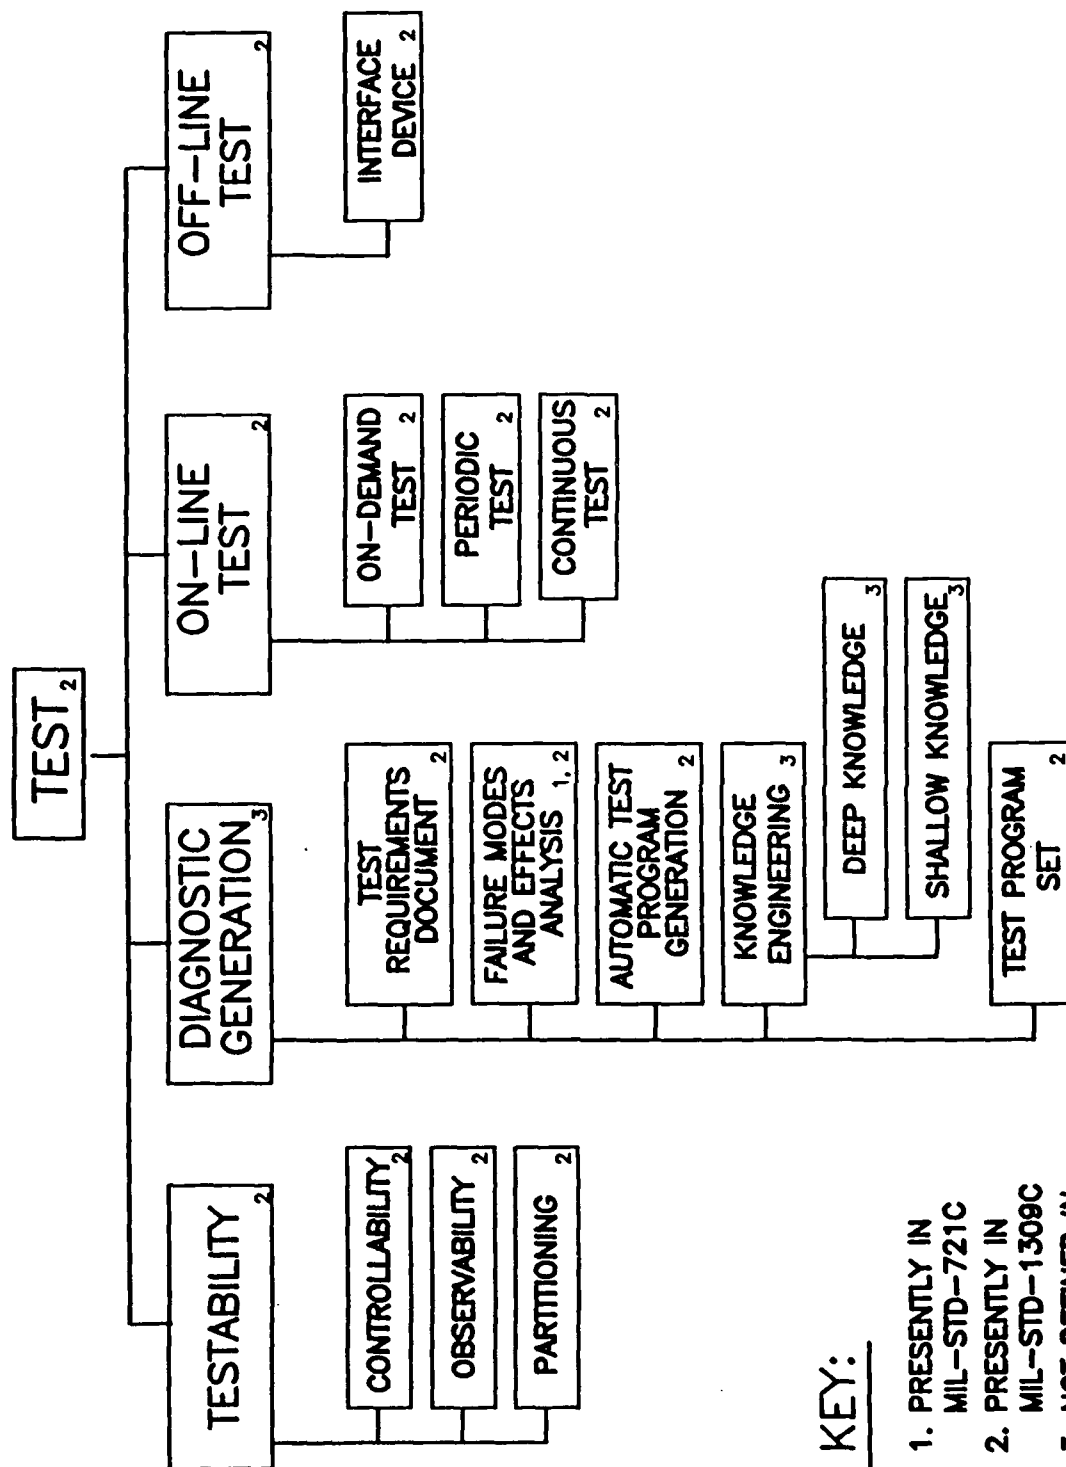 TEST 2
TESTABILITY 2
CONTROLLABILITY 2
OBSERVABILITY 2
PARTITIONING 2
DIAGNOSTIC
GENERATION 3
TEST
REQUIREMENTS
DOCUMENT 2
FAILURE MODES
AND EFFECTS
ANALYSIS 1, 2
AUTOMATIC TEST
PROGRAM
GENERATION 2
KNOWLEDGE
ENGINEERING 3
DEEP KNOWLEDGE 3
SHALLOW KNOWLEDGE 3
TEST PROGRAM
SET 2
ON-LINE
TEST 2
ON-DEMAND
TEST 2
PERIODIC
TEST 2
CONTINUOUS
TEST 2
OFF-LINE
TEST 2
INTERFACE
DEVICE 2
KEY:
1. PRESENTLY IN
MIL-STD-721C
2. PRESENTLY IN
MIL-STD-1309C